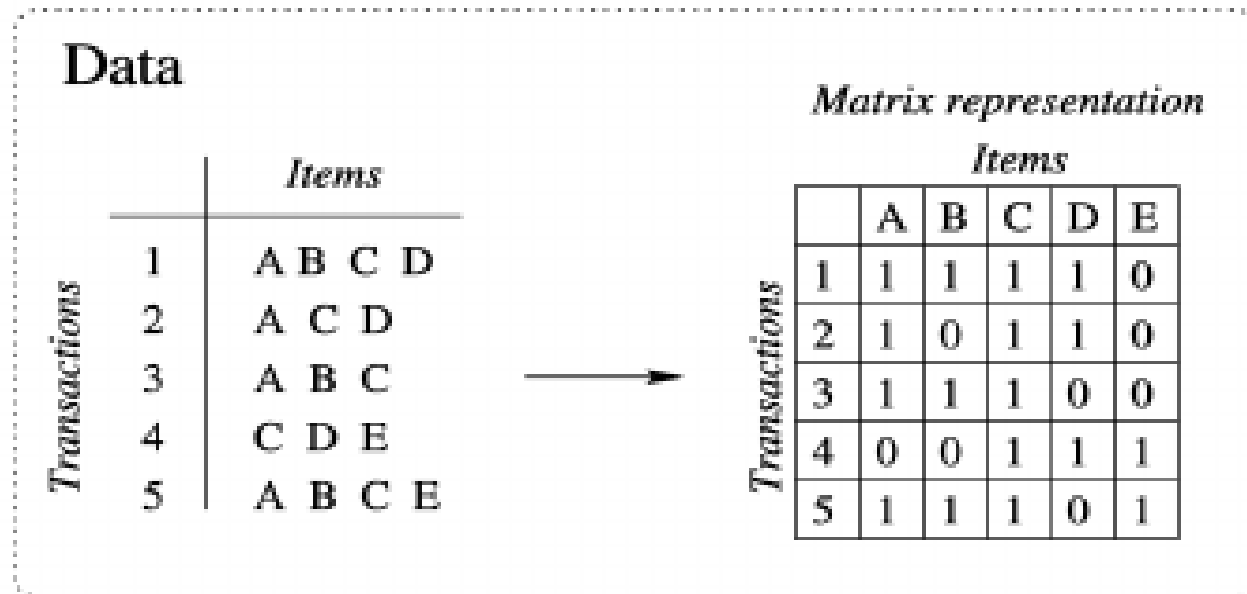 Data
Items
Transactions
1 A B C D
2 A C D
3 A B C
4 C D E
5 A B C E
Matrix representation
Items
Transactions
A B C D E
1 1 1 1 1 0
2 1 0 1 1 0
3 1 1 1 0 0
4 0 0 1 1 1
5 1 1 1 0 1